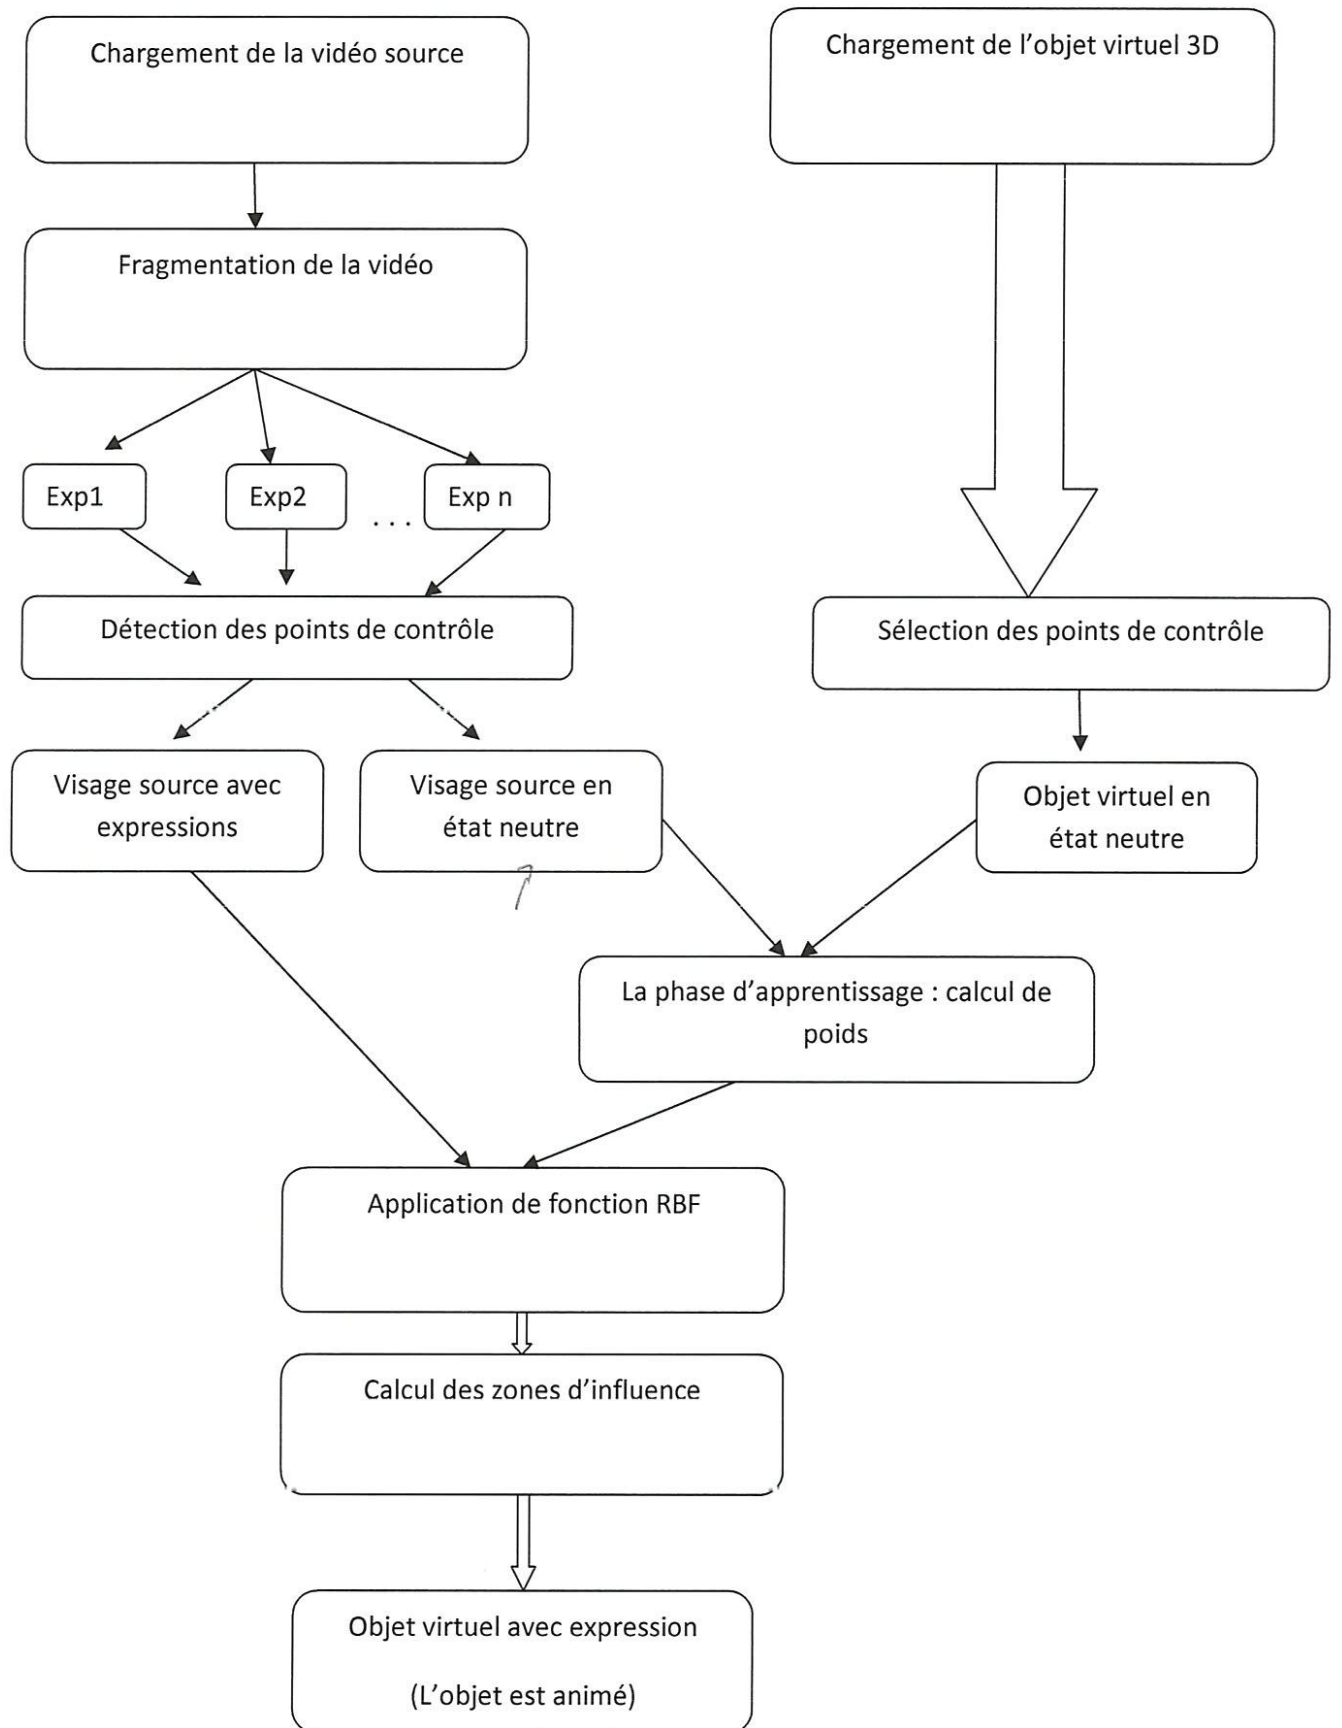 Chargement de la vidéo source
Chargement de l’objet virtuel 3D
Fragmentation de la vidéo
Exp1
Exp2
...
Exp n
Détection des points de contrôle
Sélection des points de contrôle
Visage source avec
expressions
Visage source en
état neutre
Objet virtuel en
état neutre
La phase d’apprentissage : calcul de
poids
Application de fonction RBF
Calcul des zones d’influence
Objet virtuel avec expression
(L’objet est animé)